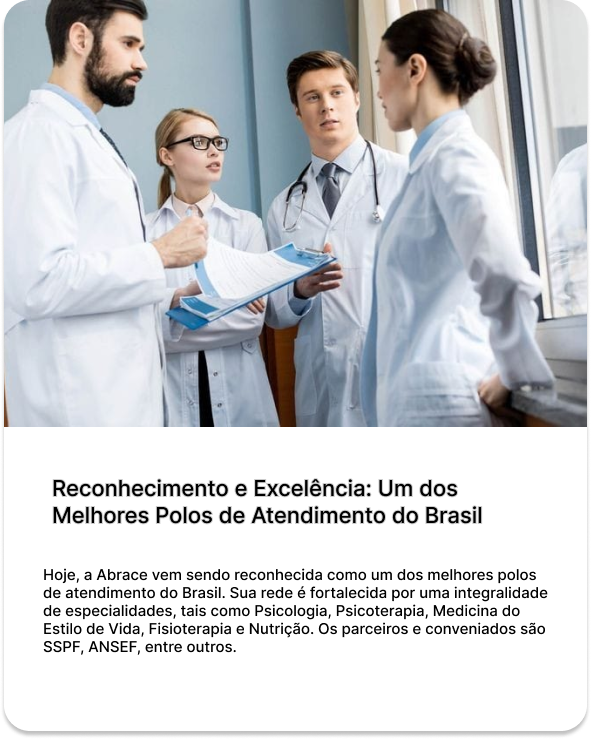 Reconhecimento e Excelência: Um dos
Melhores Polos de Atendimento do Brasil
Hoje, a Abrace vem sendo reconhecida como um dos melhores polos
de atendimento do Brasil. Sua rede é fortalecida por uma integralidade
de especialidades, tais como Psicologia, Psicoterapia, Medicina do
Estilo de Vida, Fisioterapia e Nutrição. Os parceiros e conveniados são
SSPF, ANSEF, entre outros.